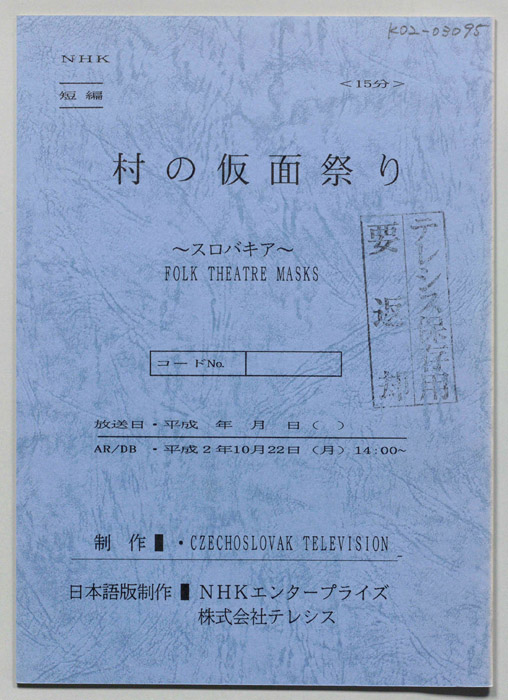 K02-03095
NHK
短編
＜15分＞
村の仮面祭り
～スロバキア～
FOLK THEATRE MASKS
テレシス保存用
要返却
コードNo.
放送日・平成　年　月　日（　）
AR/DB ・平成2年10月22日（月）14:00~
制作■・CZECHOSLOVAK TELEVISION
日本語版制作■NHKエンタープライズ
株式会社テレシス